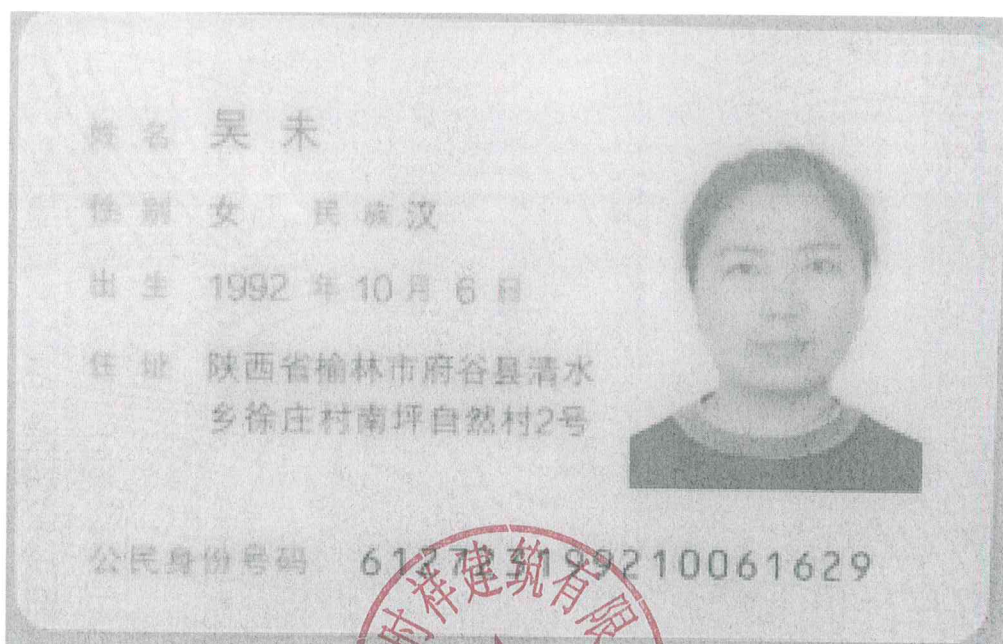 姓名 吴未
性别 女 民族 汉
出生 1992 年 10 月 6 日
住址 陕西省榆林市府谷县清水
乡徐庄村南坪自然村2号
公民身份号码 612723199210061629
祥建筑有限